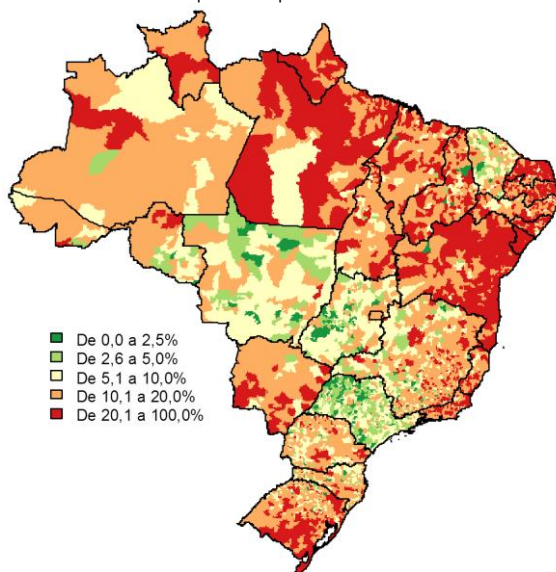 De 0,0 a 2,5%
De 2,6 a 5,0%
De 5,1 a 10,0%
De 10,1 a 20,0%
De 20,1 a 100,0%